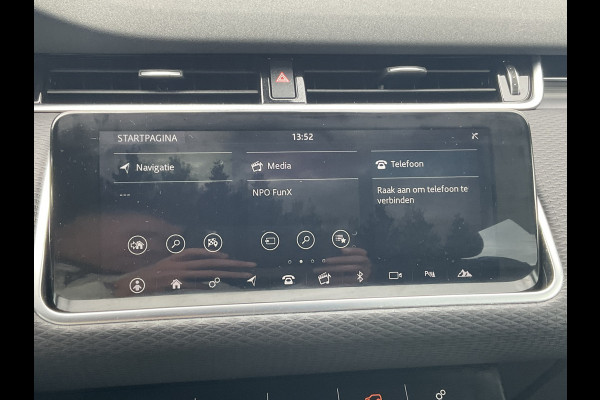 STARTPAGINA 13:52
Navigatie Media Telefoon
--- NPO FunX Raak aan om telefoon te
verbinden